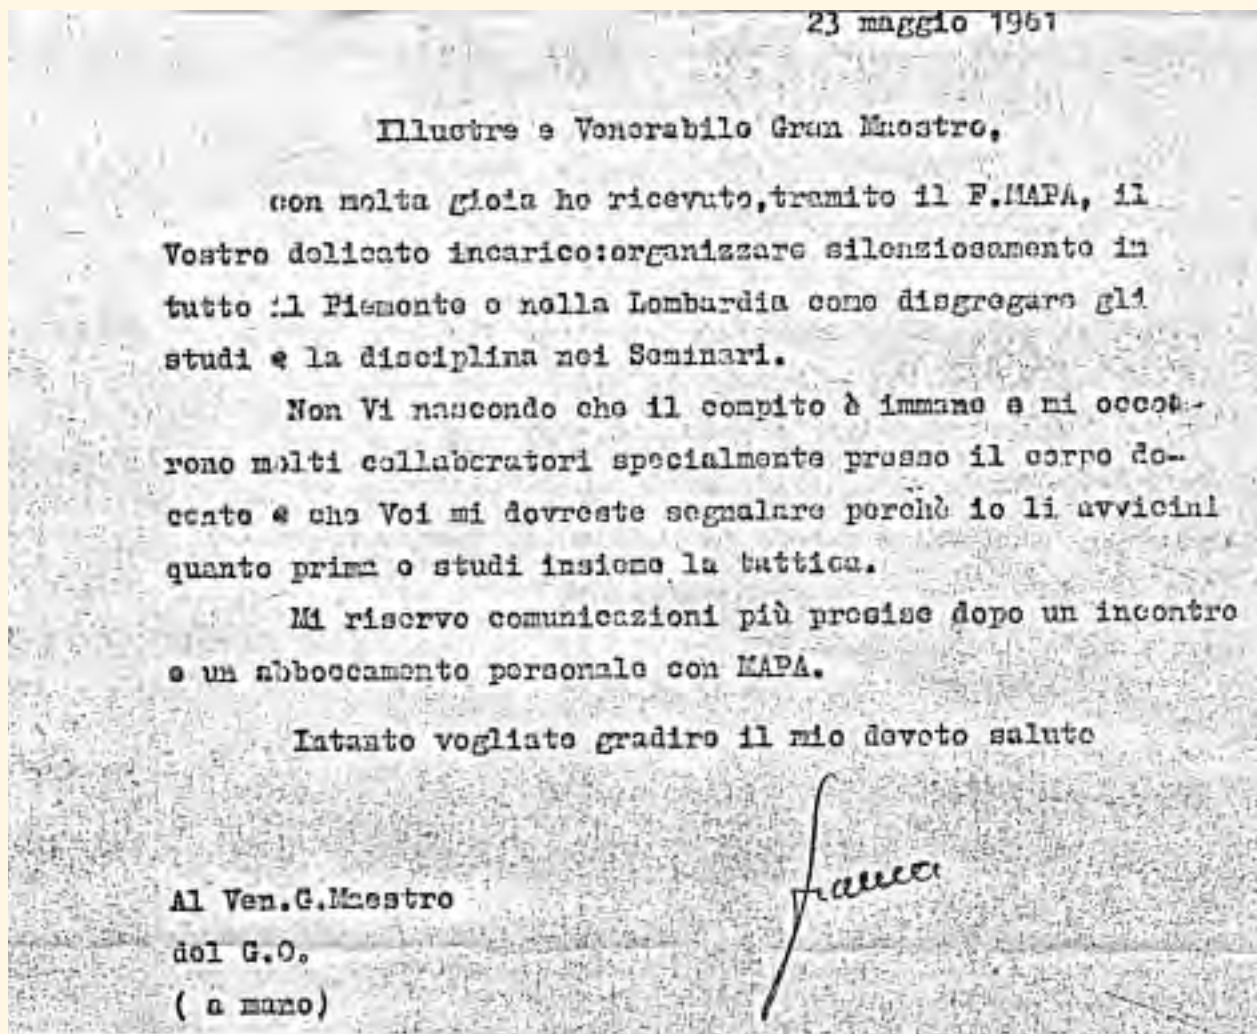 23 maggio 1961
Illustre e Venerabile Gran Maestro,
con molta gioia ho ricevuto,tramite il F.MAPA, il
Vostro delicato incarico:organizzare silenziosamente in
tutto il Piemonte e nella Lombardia come disgregare gli
studi e la disciplina nei Seminari.
Non Vi nascondo che il compito è immane e mi occor-
rono molti collaboratori specialmente presso il corpo do-
cente e che Voi mi dovreste segnalare perchè io li avvicini
quanto prima e studi insieme la tattica.
Mi riservo comunicazioni più precise dopo un incontro
e un abboccamento personale con MAPA.
Intanto vogliate gradire il mio devoto saluto
Franco
Al Ven.G.Maestro
del G.O.
( a mano)